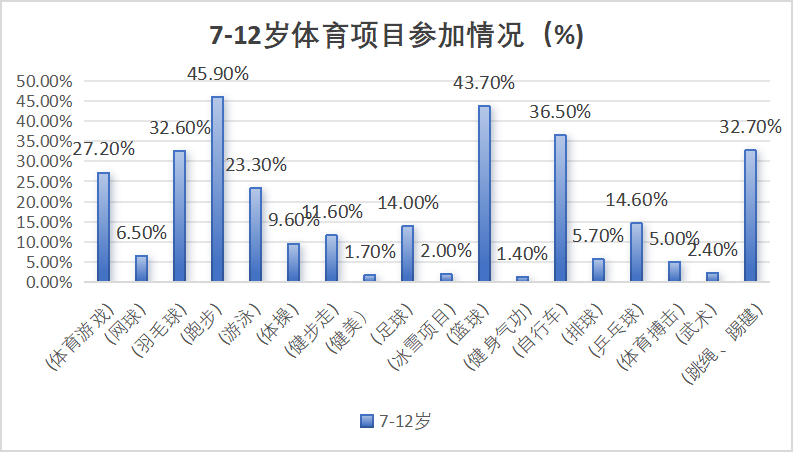 7-12岁体育项目参加情况（%)
50.00%
45.00%
40.00%
35.00%
30.00%
25.00%
20.00%
15.00%
10.00%
5.00%
0.00%
27.20%
6.50%
32.60%
45.90%
23.30%
9.60%
11.60%
1.70%
14.00%
2.00%
43.70%
1.40%
36.50%
5.70%
14.60%
5.00%
2.40%
32.70%
(体育游戏)
(网球)
(羽毛球)
(跑步)
(游泳)
(体操)
(健步走)
(健美）
(足球)
(冰雪项目)
(篮球)
(健身气功)
(自行车)
(排球)
(乒乓球)
(体育搏击)
(武术)
(跳绳、踢毽)
7-12岁